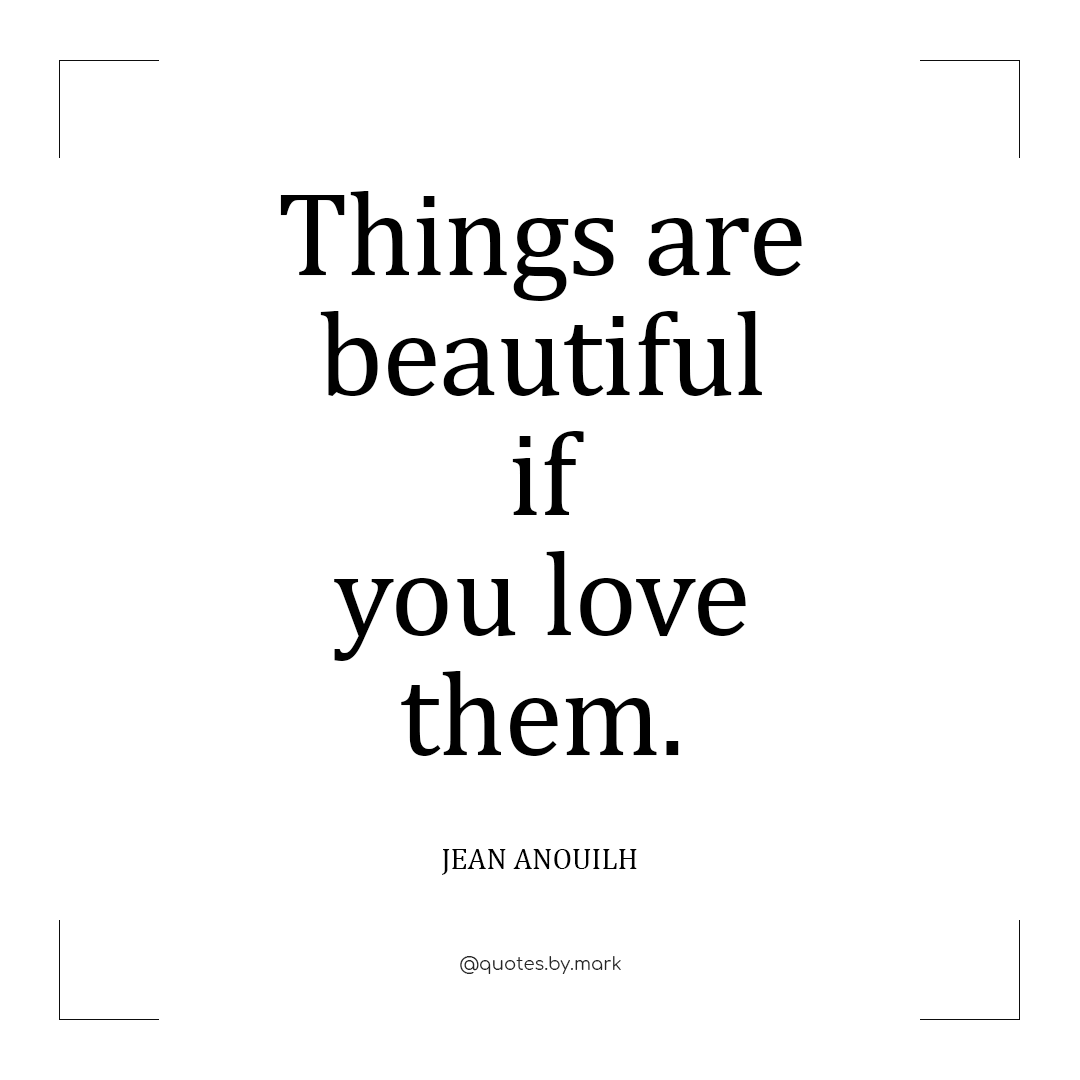 Things are
beautiful
if
you love
them.
JEAN ANOUILH
@quotes.by.mark